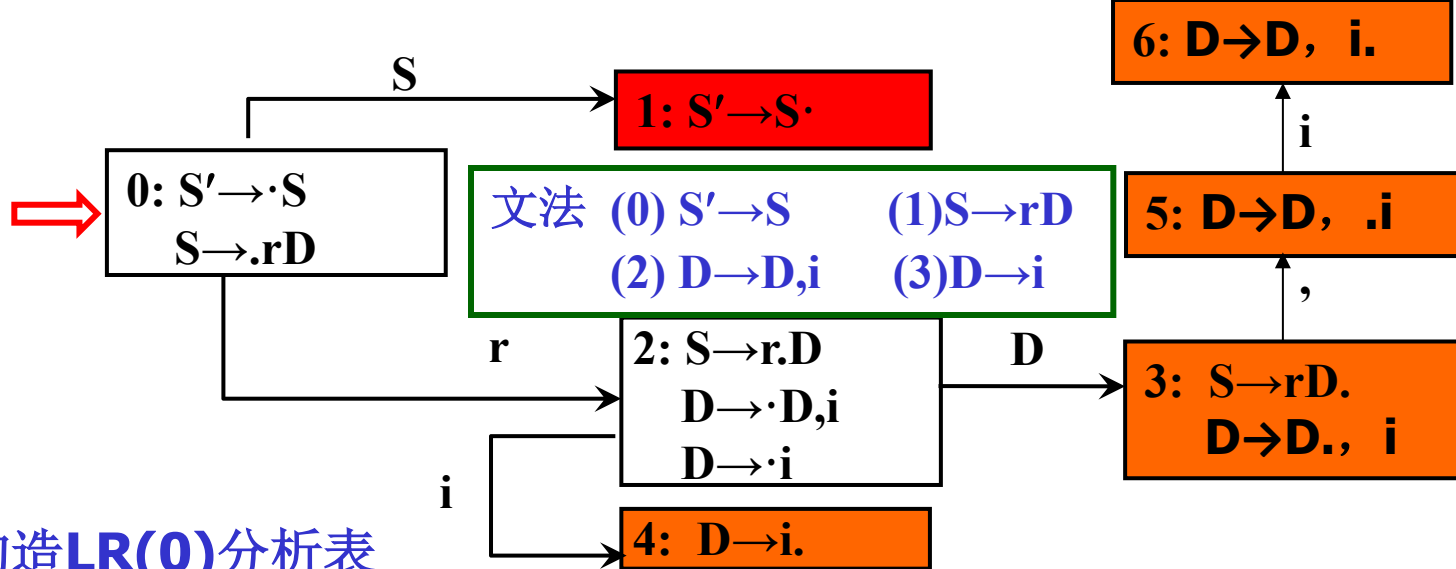 S
1: S′→S·
0: S′→·S
S→.rD
文法 (0) S′→S (1)S→rD
(2) D→D,i (3)D→i
r
2: S→r.D
D→·D,i
D→·i
D
3: S→rD.
D→D.，i
,
5: D→D，.i
i
6: D→D，i.
i
4: D→i.
造LR(0)分析表